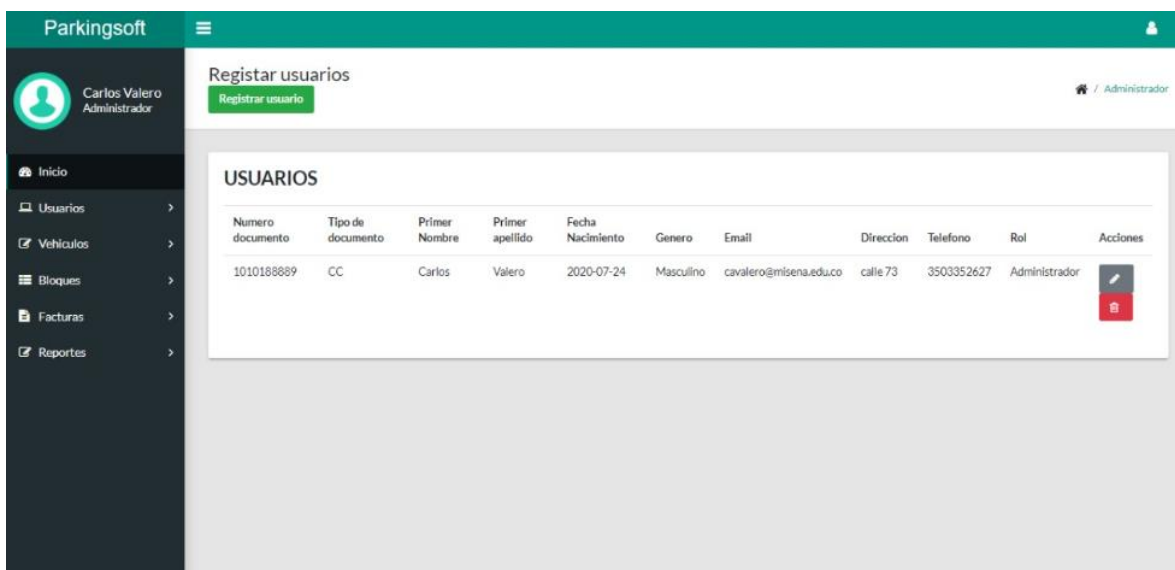 Parkingsoft
Carlos Valero
Administrador
Inicio
Usuarios
Vehiculos
Bloques
Facturas
Reportes
Registar usuarios
Registrar usuario
/ Administrador
USUARIOS
Numero documento Tipo de documento Primer Nombre Primer apellido Fecha Nacimiento Genero Email Direccion Telefono Rol Acciones
1010188889 CC Carlos Valero 2020-07-24 Masculino cavalero@misena.edu.co calle 73 3503352627 Administrador